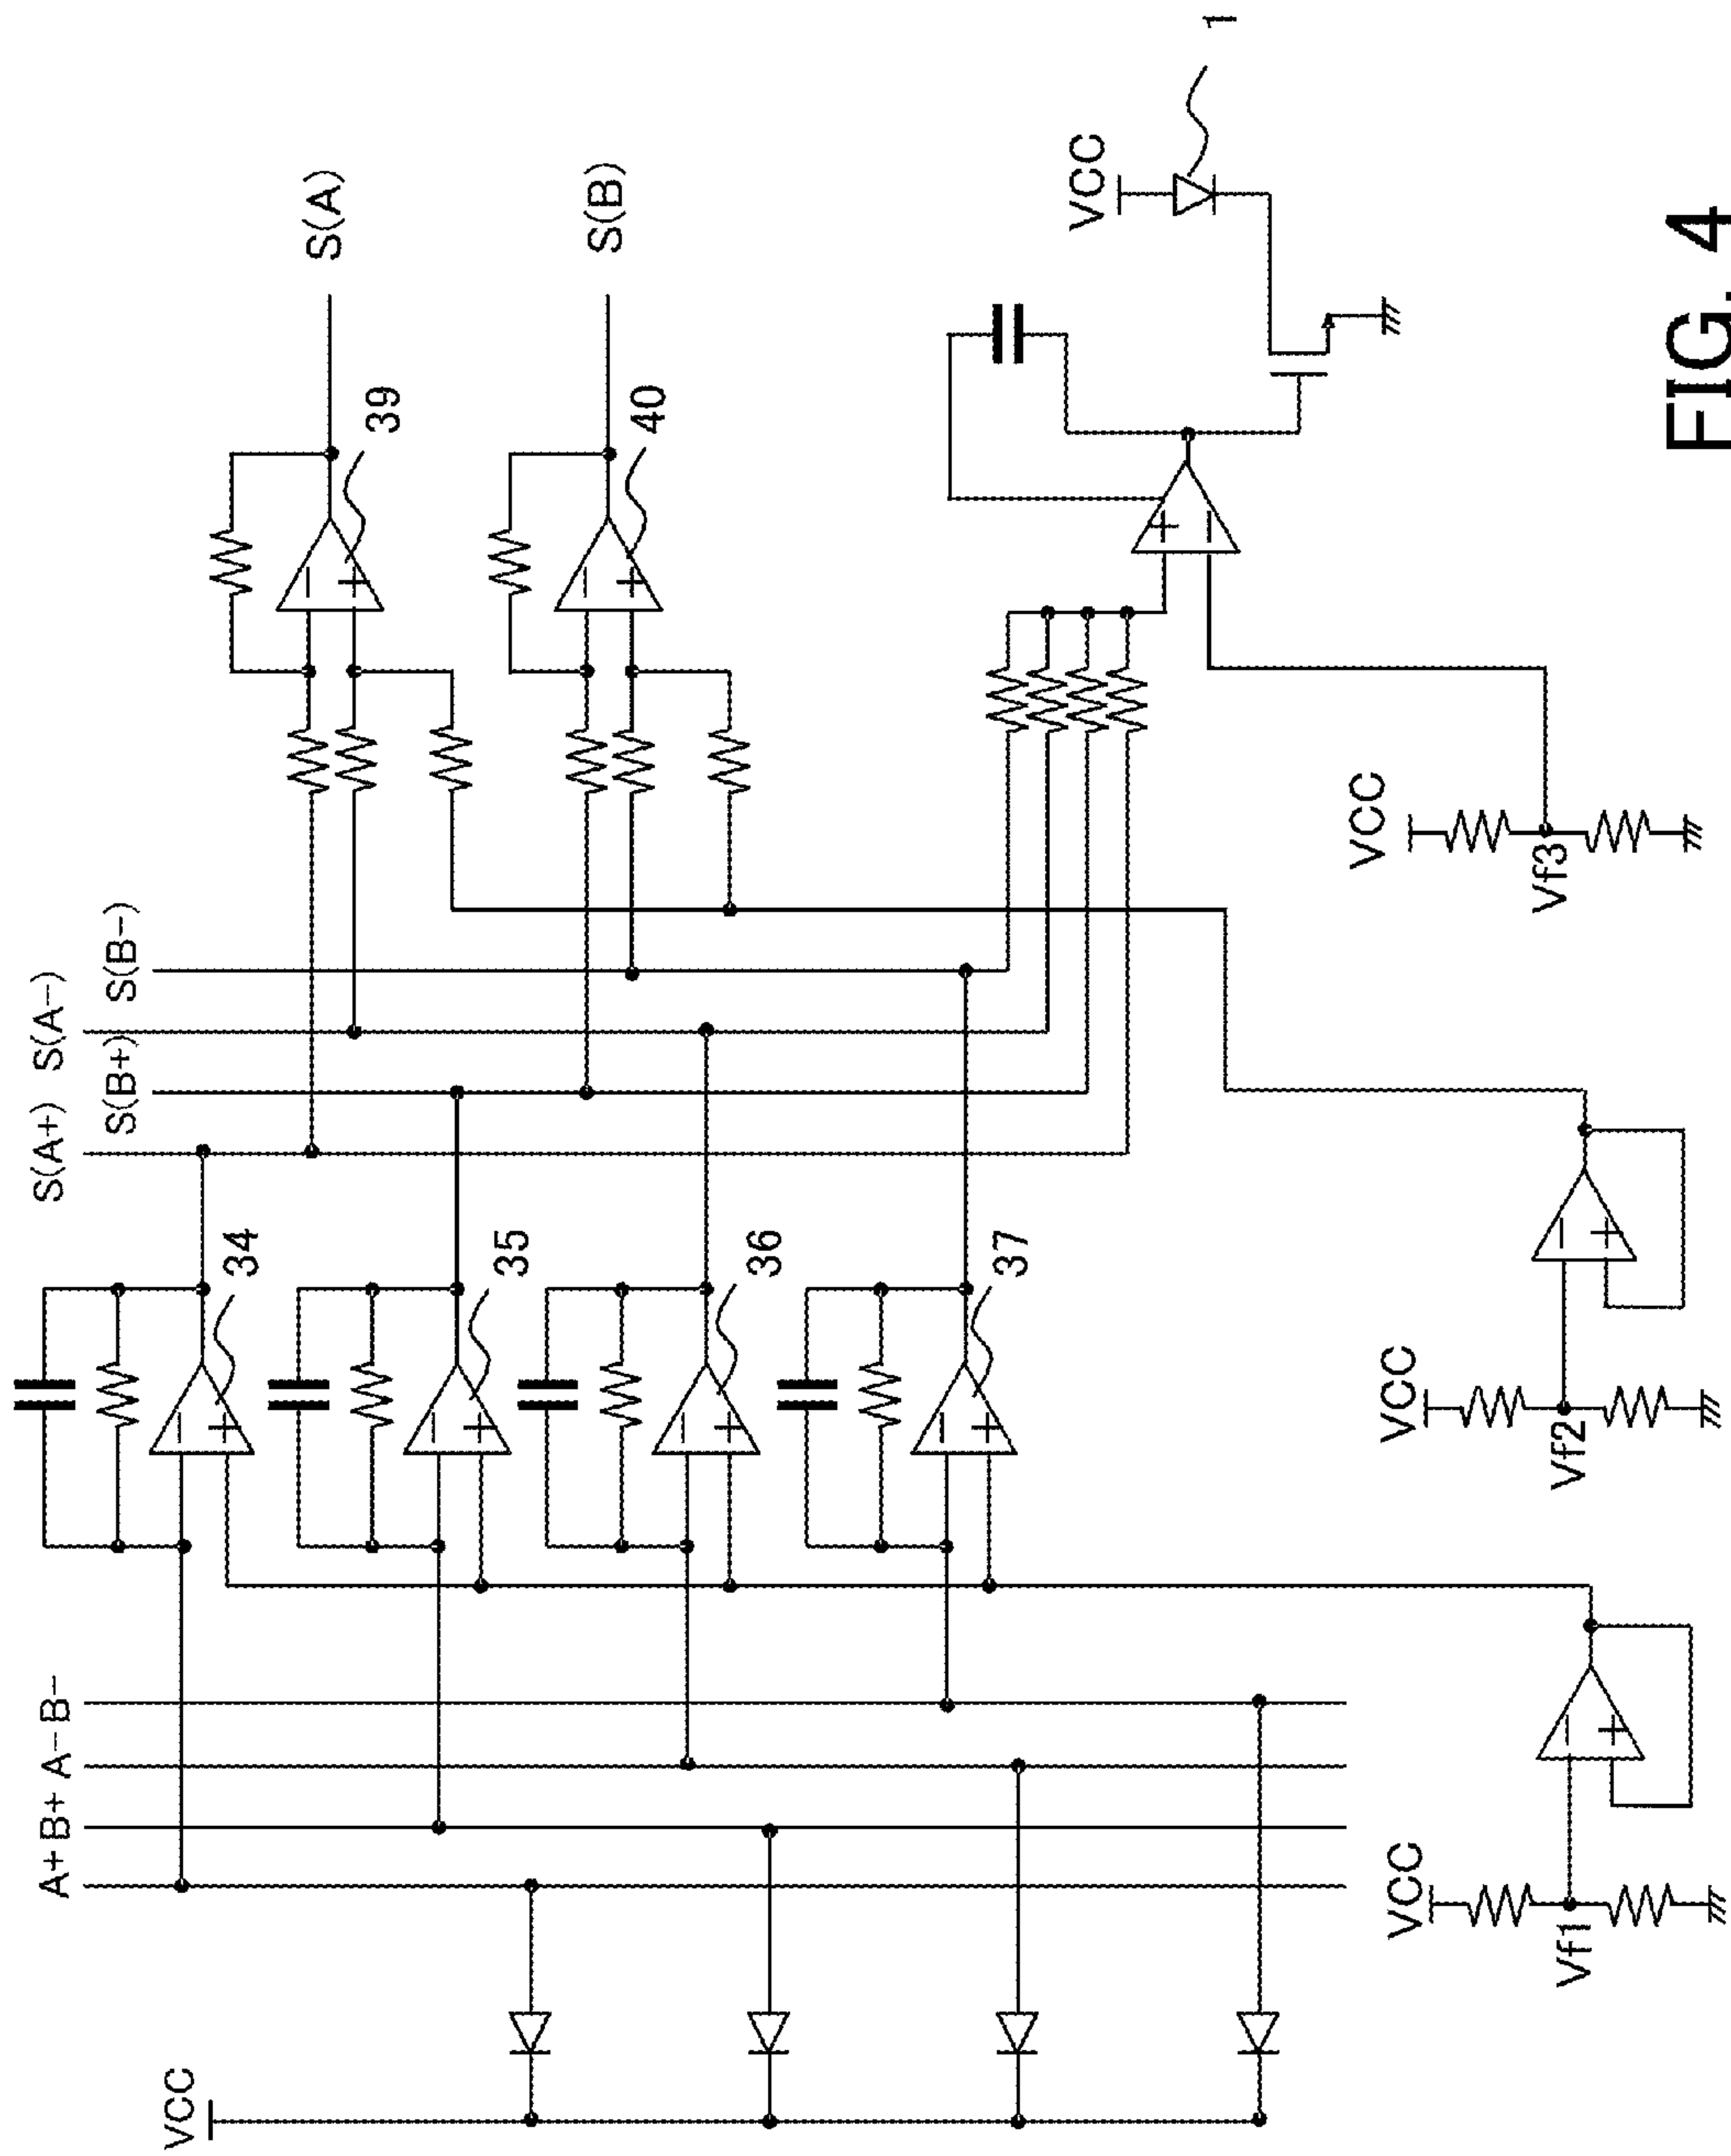 S(A+) S(A-)
S(B+) S(B-)
A+ B+ A- B-
VCC
34
35
36
37
39
40
S(A)
S(B)
VCC
1
VCC
Vf1
VCC
Vf2
VCC
Vf3
- +
- +
- +
- +
- +
- +
+ -
- +
- +
FIG. 4